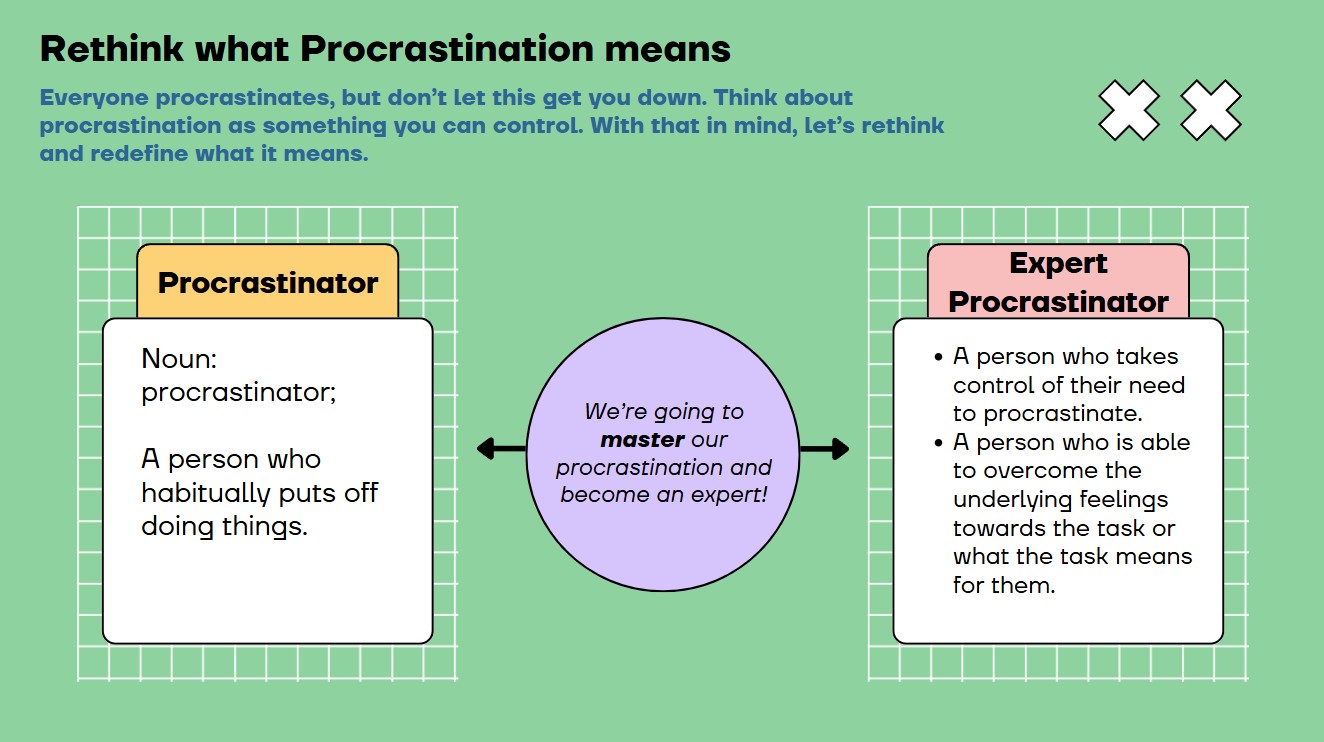 Rethink what Procrastination means
Everyone procrastinates, but don’t let this get you down. Think about
procrastination as something you can control. With that in mind, let’s rethink
and redefine what it means.
Procrastinator
Noun:
procrastinator;
A person who
habitually puts off
doing things.
We’re going to
master our
procrastination and
become an expert!
Expert
Procrastinator
• A person who takes
control of their need
to procrastinate.
• A person who is able
to overcome the
underlying feelings
towards the task or
what the task means
for them.